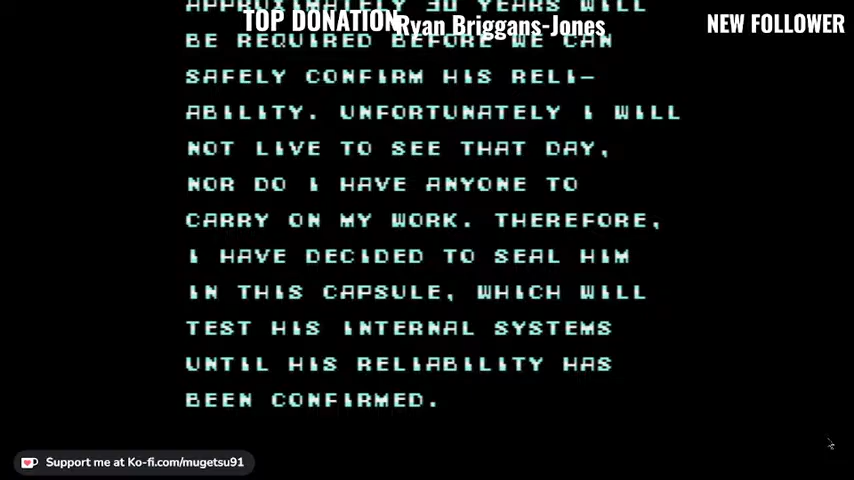 APPROXIMATELY 30 YEARS WILL
TOP DONATION
Ryan Briggans-Jones
NEW FOLLOWER
BE REQUIRED BEFORE WE CAN
SAFELY CONFIRM HIS RELI-
ABILITY. UNFORTUNATELY I WILL
NOT LIVE TO SEE THAT DAY,
NOR DO I HAVE ANYONE TO
CARRY ON MY WORK. THEREFORE,
I HAVE DECIDED TO SEAL HIM
IN THIS CAPSULE, WHICH WILL
TEST HIS INTERNAL SYSTEMS
UNTIL HIS RELIABILITY HAS
BEEN CONFIRMED.
Support me at Ko-fi.com/mugetsu91